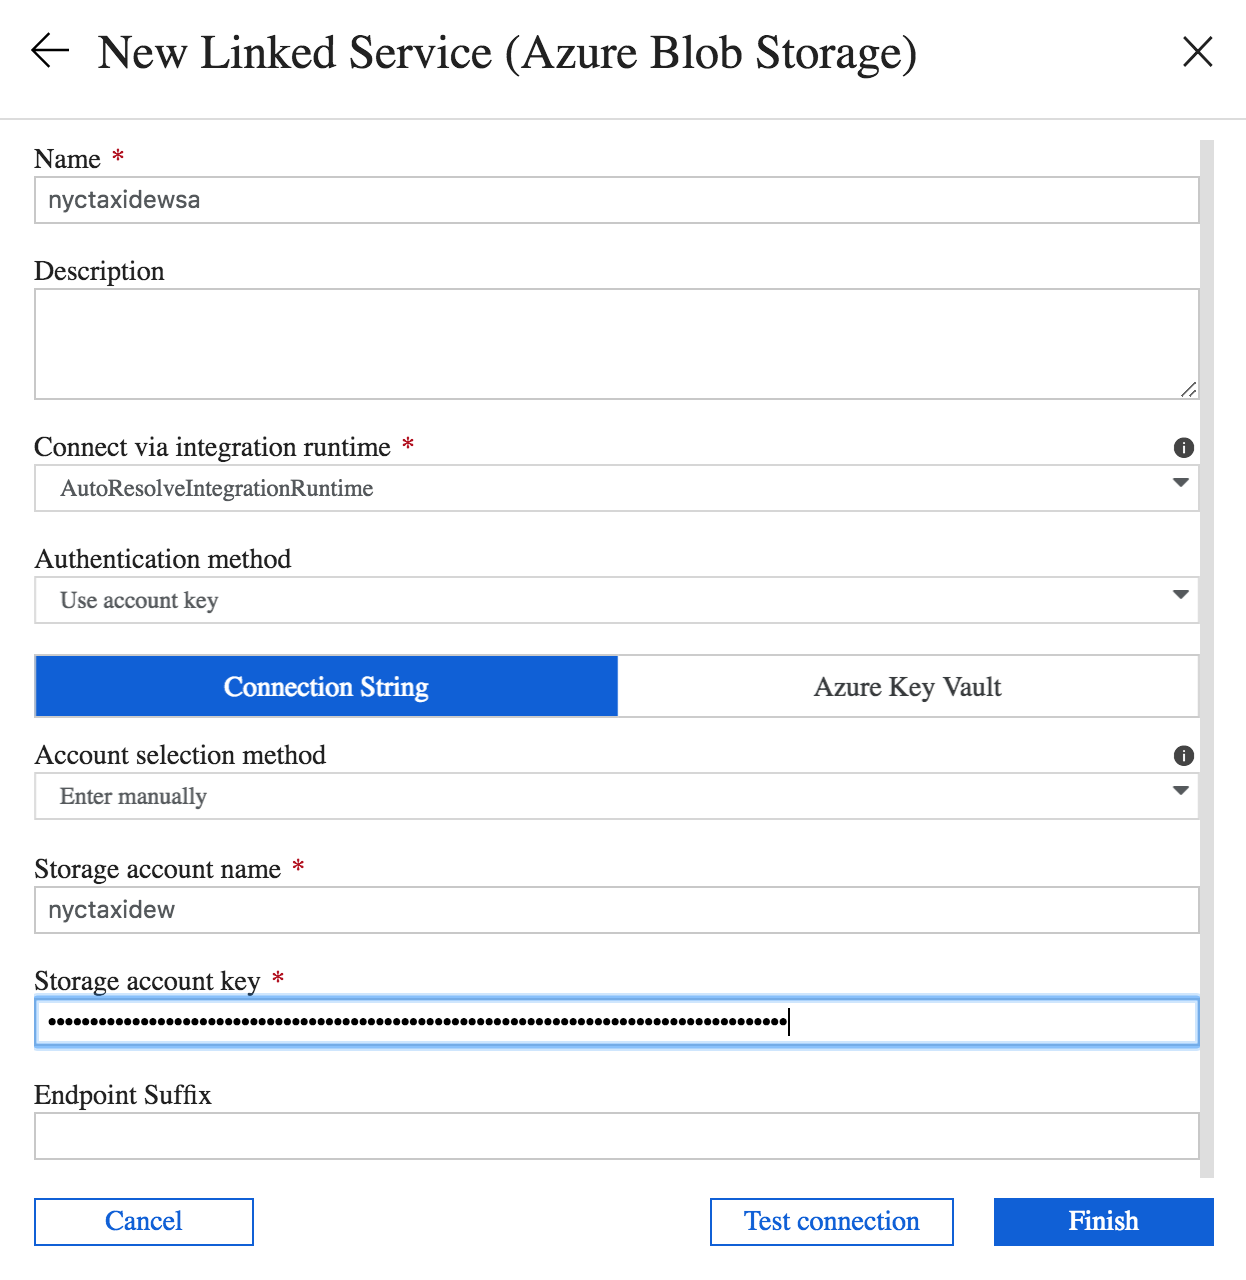 New Linked Service (Azure Blob Storage)
Name *
nyctaxidewsa
Description
Connect via integration runtime *
AutoResolveIntegrationRuntime
Authentication method
Use account key
Connection String
Azure Key Vault
Account selection method
Enter manually
Storage account name *
nyctaxidew
Storage account key *
Endpoint Suffix
Cancel
Test connection
Finish